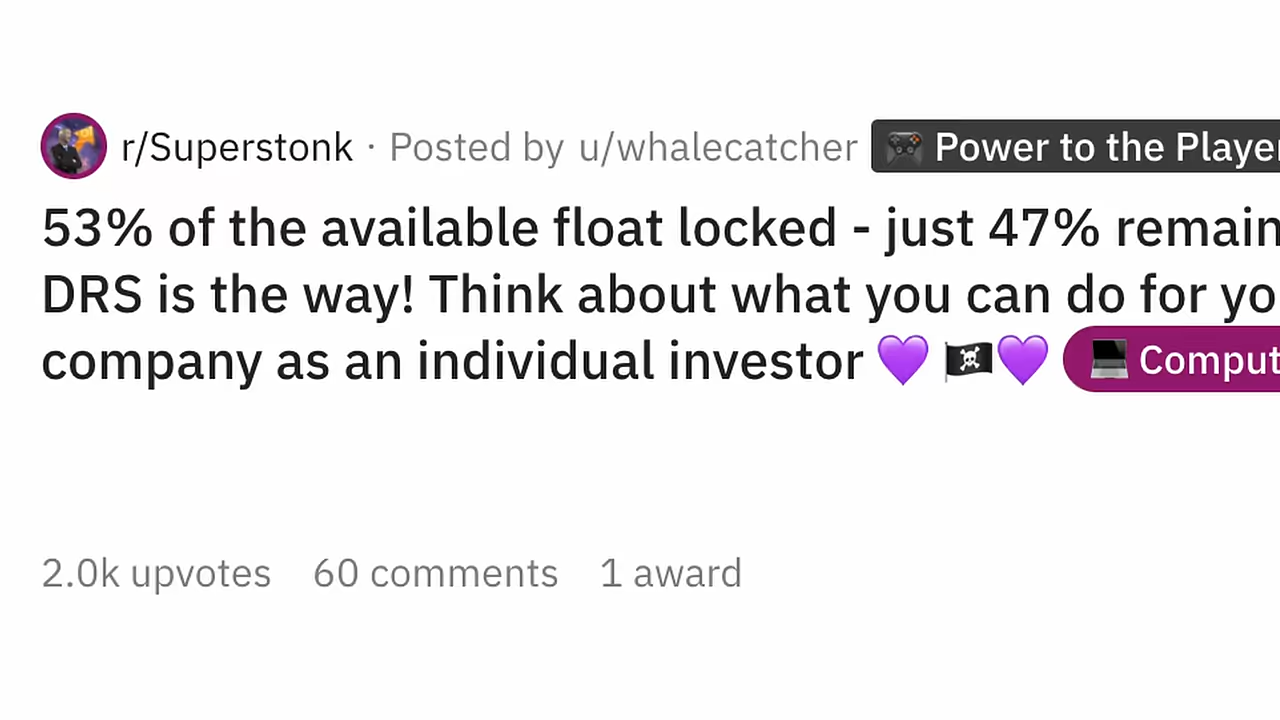 r/Superstonk · Posted by u/whalecatcher 🎮 Power to the Player
53% of the available float locked - just 47% remain
DRS is the way! Think about what you can do for yo
company as an individual investor 💜 🏴‍☠️💜 💻 Comput
2.0k upvotes 60 comments 1 award